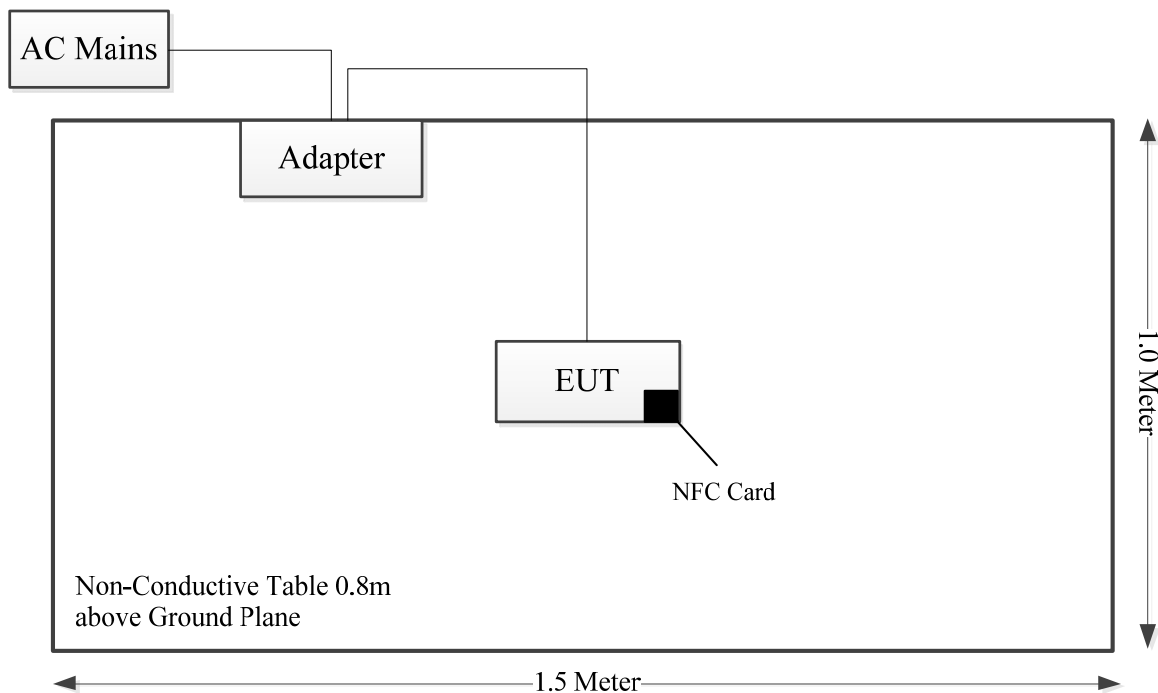 AC Mains
Adapter
EUT
1.0 Meter
NFC Card
Non-Conductive Table 0.8m
above Ground Plane
1.5 Meter